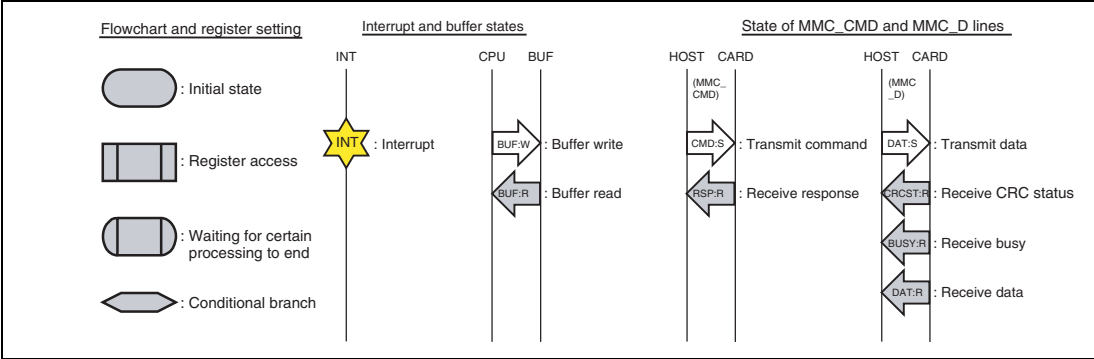 Flowchart and register setting
: Initial state
: Register access
: Waiting for certain
processing to end
: Conditional branch
Interrupt and buffer states
INT
CPU BUF
INT : Interrupt
BUF:W : Buffer write
BUF:R : Buffer read
State of MMC_CMD and MMC_D lines
HOST CARD
(MMC_
CMD)
CMD:S : Transmit command
RSP:R : Receive response
HOST CARD
(MMC
_D)
DAT:S : Transmit data
CRCST:R : Receive CRC status
BUSY:R : Receive busy
DAT:R : Receive data